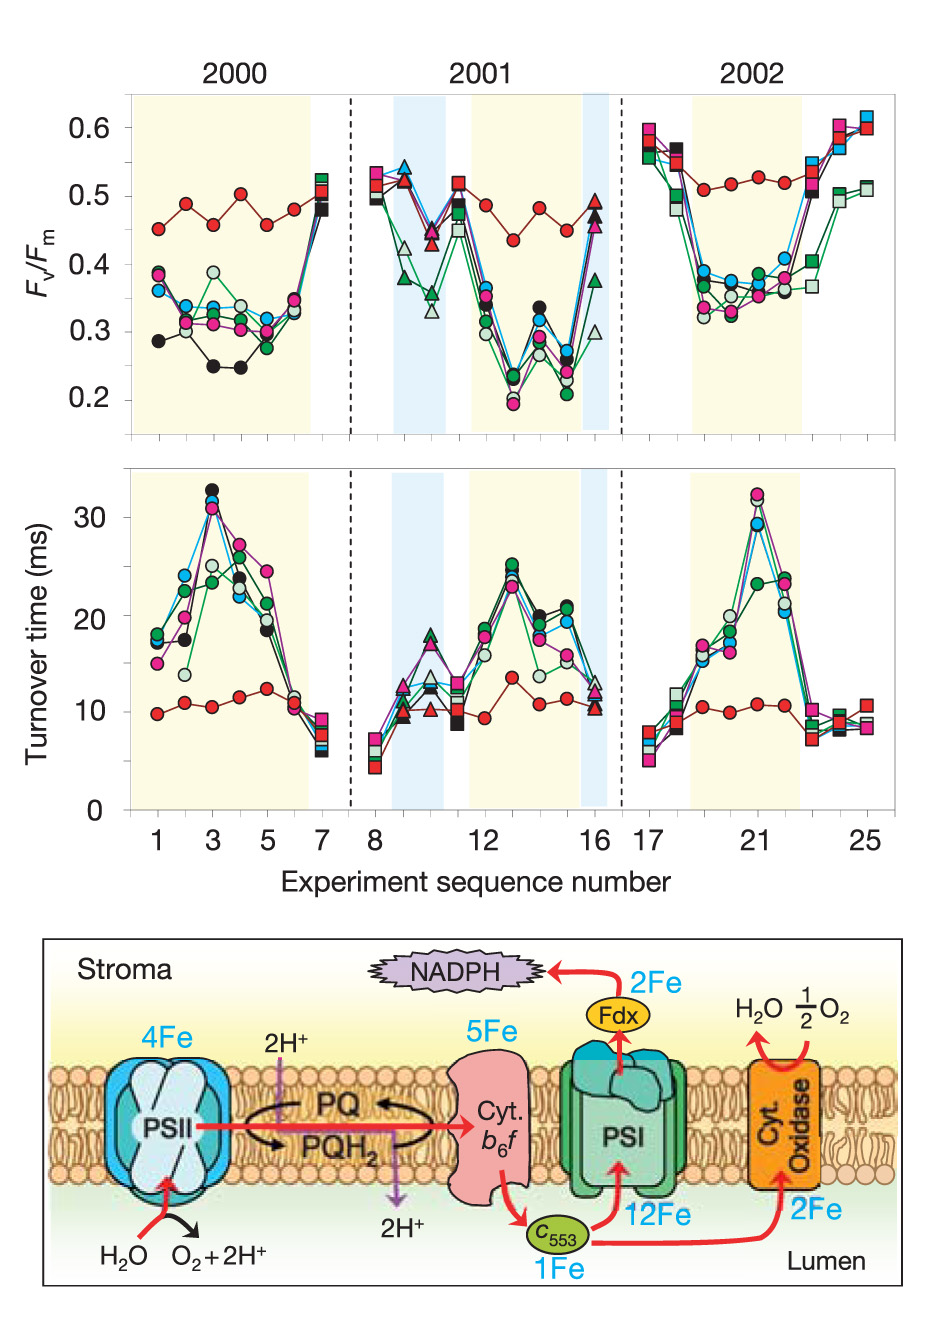 2000 2001 2002
0.6
0.5
0.4
0.3
0.2
Fv/Fm
30
20
10
0
Turnover time (ms)
1 3 5 7 8 12 16 17 21 25
Experiment sequence number
Stroma
NADPH
2Fe
Fdx
H2O 1/2 O2
4Fe
2H+
5Fe
PSII
PQ
PQH2
Cyt. b6f
PSI
Cyt. Oxidase
2H+
12Fe
2Fe
c553
1Fe
H2O O2+2H+
Lumen